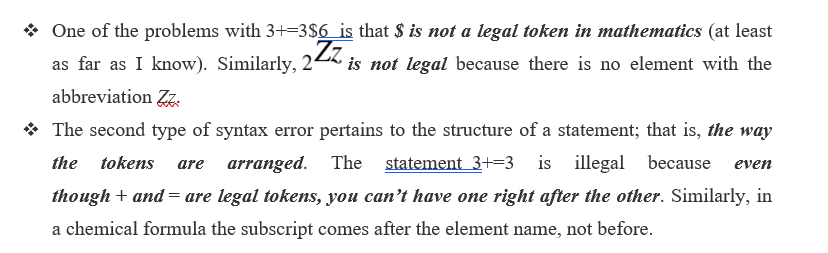 ❖ One of the problems with 3+=3$6 is that $ is not a legal token in mathematics (at least
as far as I know). Similarly, 2Zz is not legal because there is no element with the
abbreviation Zz.
❖ The second type of syntax error pertains to the structure of a statement; that is, the way
the tokens are arranged. The statement 3+=3 is illegal because even
though + and = are legal tokens, you can’t have one right after the other. Similarly, in
a chemical formula the subscript comes after the element name, not before.